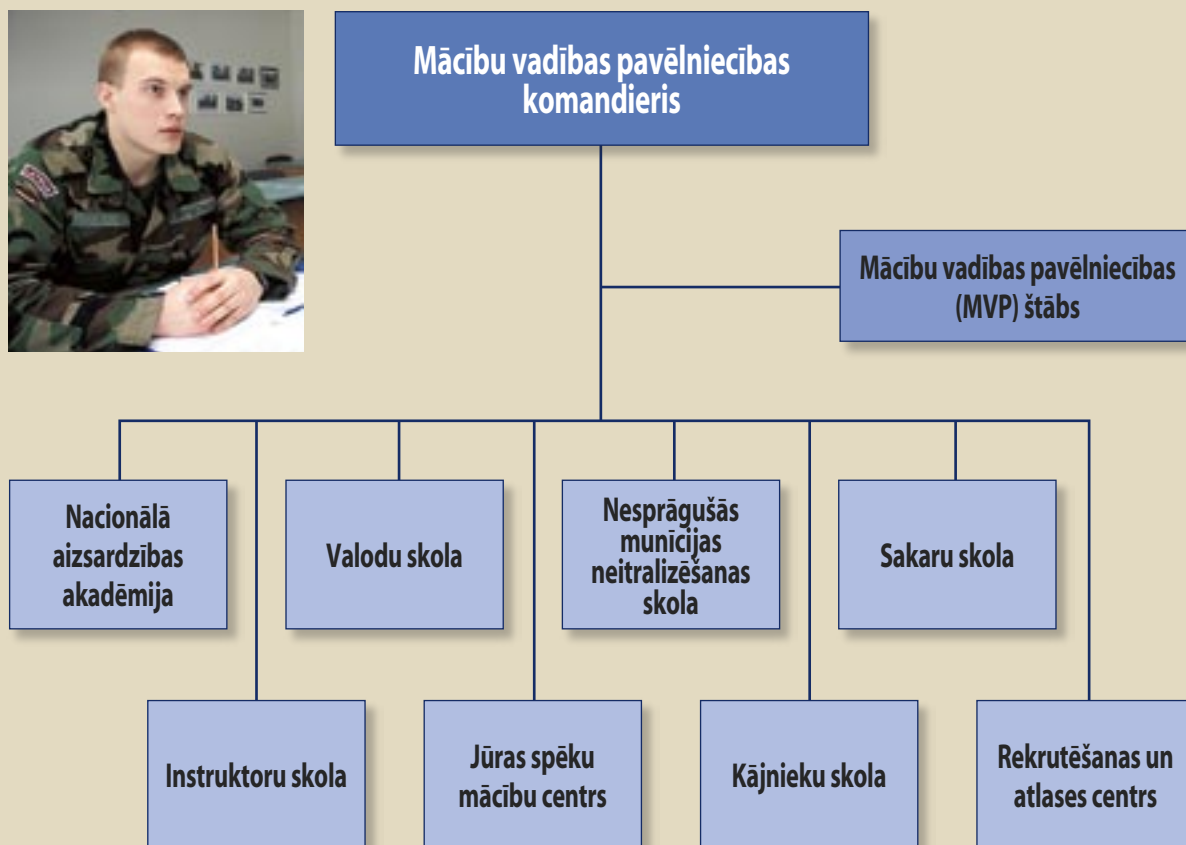 Mācību vadības pavēlniecības
komandieris
Mācību vadības pavēlniecības
(MVP) štābs
Nacionālā
aizsardzības
akadēmija
Valodu skola
Nesprāgušās
munīcijas
neitralizēšanas
skola
Sakaru skola
Instruktoru skola
Jūras spēku
mācību centrs
Kājnieku skola
Rekrutēšanas un
atlases centrs